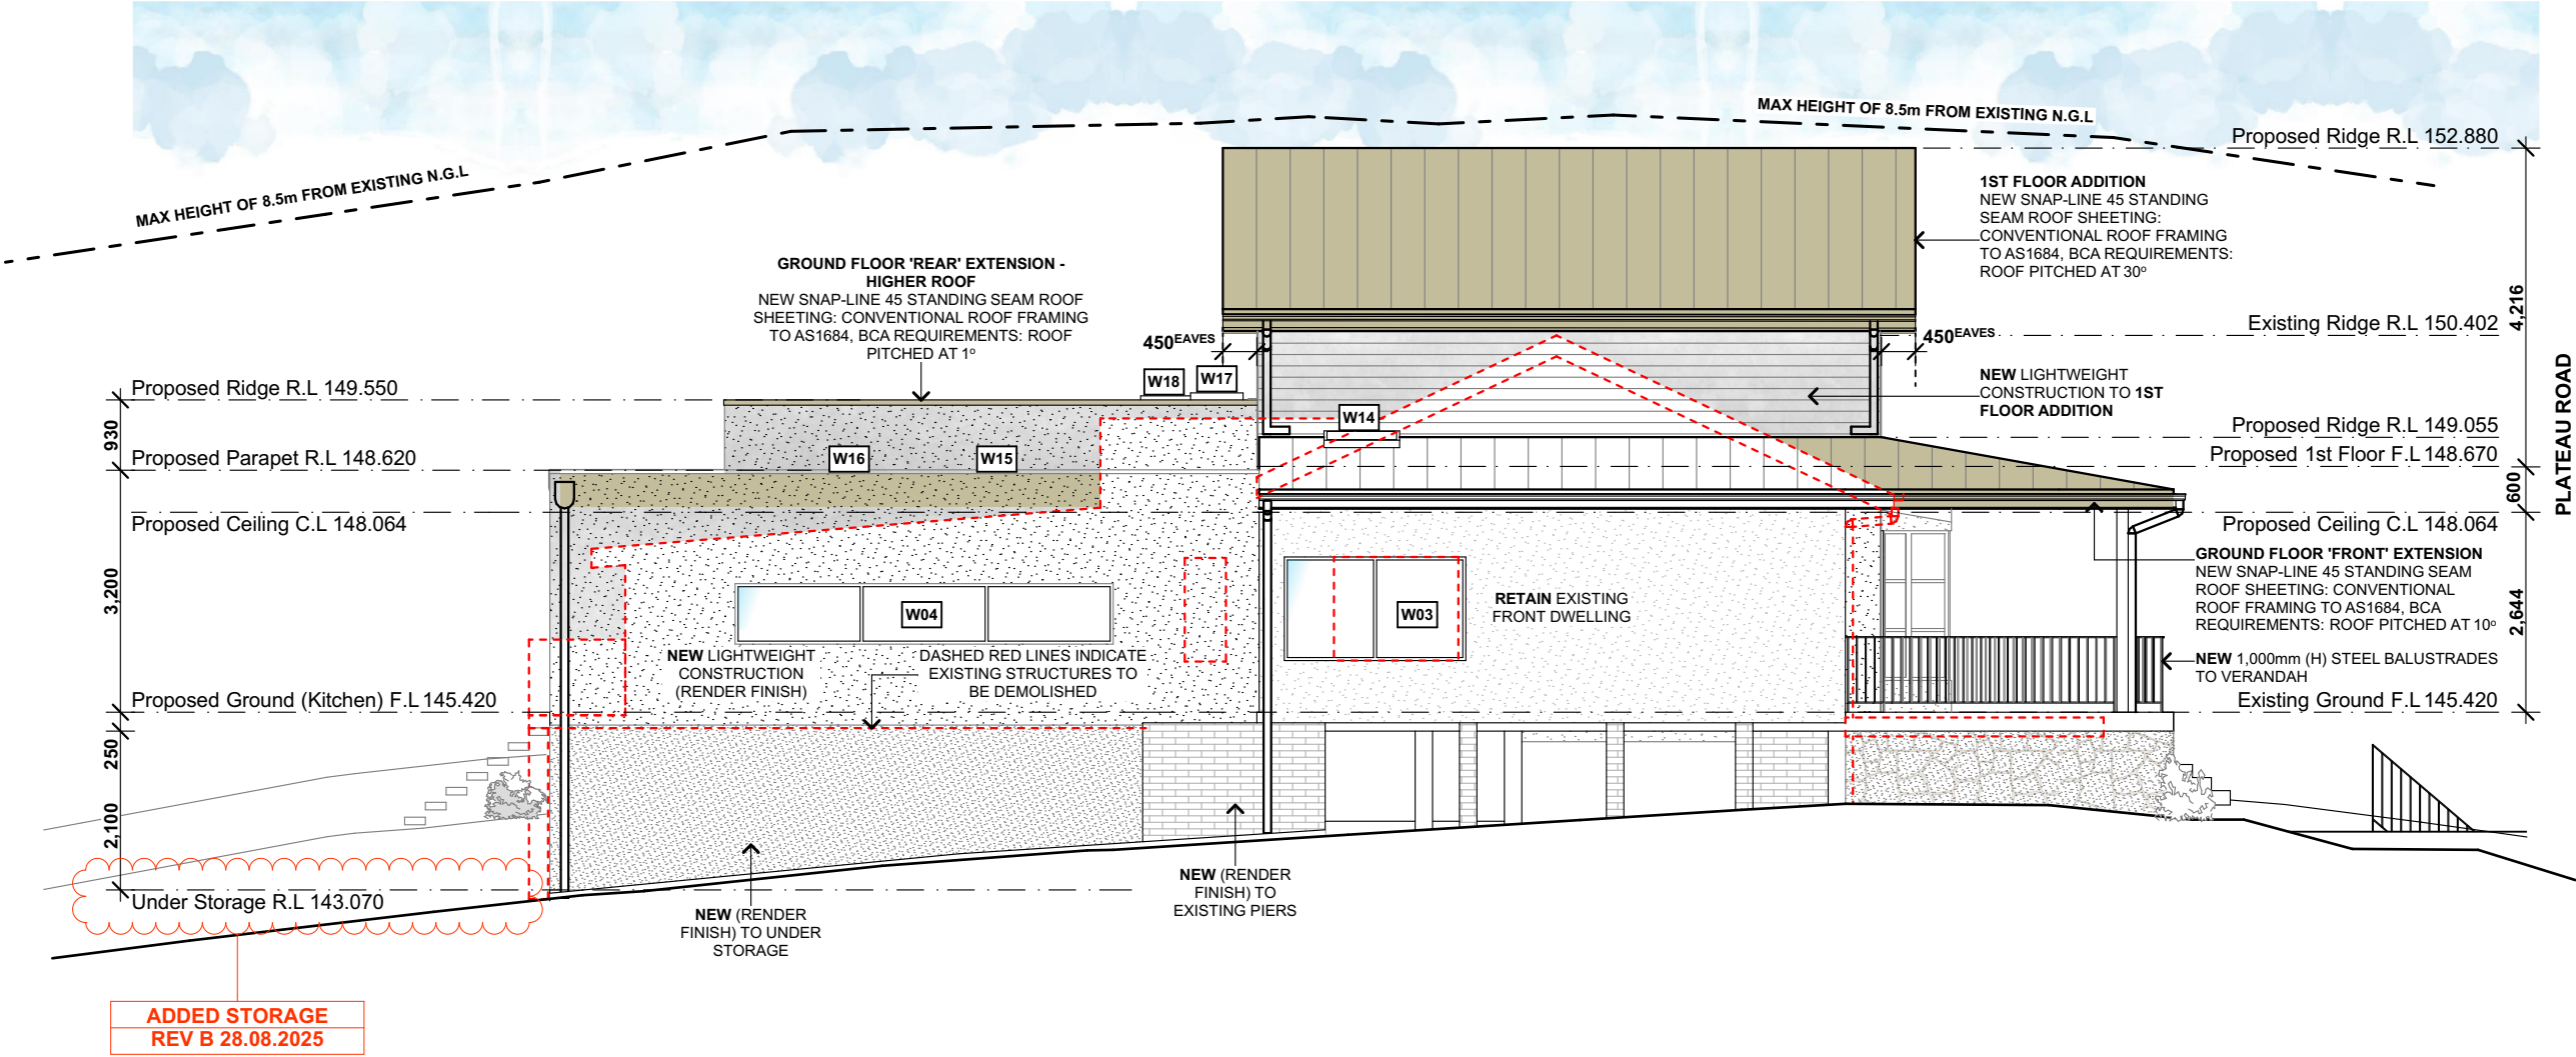 MAX HEIGHT OF 8.5m FROM EXISTING N.G.L
MAX HEIGHT OF 8.5m FROM EXISTING N.G.L
Proposed Ridge R.L 152.880
1ST FLOOR ADDITION
NEW SNAP-LINE 45 STANDING
SEAM ROOF SHEETING:
CONVENTIONAL ROOF FRAMING
TO AS1684, BCA REQUIREMENTS:
ROOF PITCHED AT 30º
GROUND FLOOR 'REAR' EXTENSION -
HIGHER ROOF
NEW SNAP-LINE 45 STANDING SEAM ROOF
SHEETING: CONVENTIONAL ROOF FRAMING
TO AS1684, BCA REQUIREMENTS: ROOF
PITCHED AT 1º
4,216
Existing Ridge R.L 150.402
450EAVES
450EAVES
PLATEAU ROAD
NEW LIGHTWEIGHT
CONSTRUCTION TO 1ST
FLOOR ADDITION
W18
W17
Proposed Ridge R.L 149.550
W14
Proposed Ridge R.L 149.055
930
Proposed Parapet R.L 148.620
W16
W15
Proposed 1st Floor F.L 148.670
600
Proposed Ceiling C.L 148.064
Proposed Ceiling C.L 148.064
GROUND FLOOR 'FRONT' EXTENSION
NEW SNAP-LINE 45 STANDING SEAM
ROOF SHEETING: CONVENTIONAL
ROOF FRAMING TO AS1684, BCA
REQUIREMENTS: ROOF PITCHED AT 10º
3,200
2,644
W04
W03
RETAIN EXISTING
FRONT DWELLING
NEW LIGHTWEIGHT
CONSTRUCTION
(RENDER FINISH)
DASHED RED LINES INDICATE
EXISTING STRUCTURES TO
BE DEMOLISHED
NEW 1,000mm (H) STEEL BALUSTRADES
TO VERANDAH
Proposed Ground (Kitchen) F.L 145.420
Existing Ground F.L 145.420
250
2,100
Under Storage R.L 143.070
NEW (RENDER
FINISH) TO UNDER
STORAGE
NEW (RENDER
FINISH) TO
EXISTING PIERS
ADDED STORAGE
REV B 28.08.2025